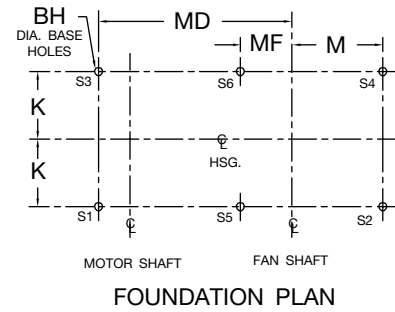 BH
DIA. BASE
HOLES
MD
MF
M
S3
S6
S4
K
℄
HSG.
K
S1
S5
S2
℄
℄
MOTOR SHAFT
FAN SHAFT
FOUNDATION PLAN